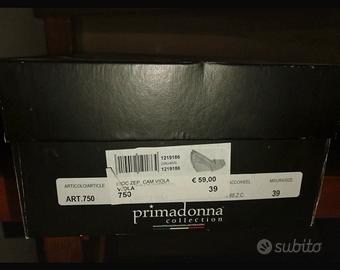 1219186
1219186
€ 59,00
ZEP. CAM VIOLA
VIOLA
39
ARTICOLO/ARTICLE
MISURA/SIZE
ART.750
750
39
primadonna
collection
subito